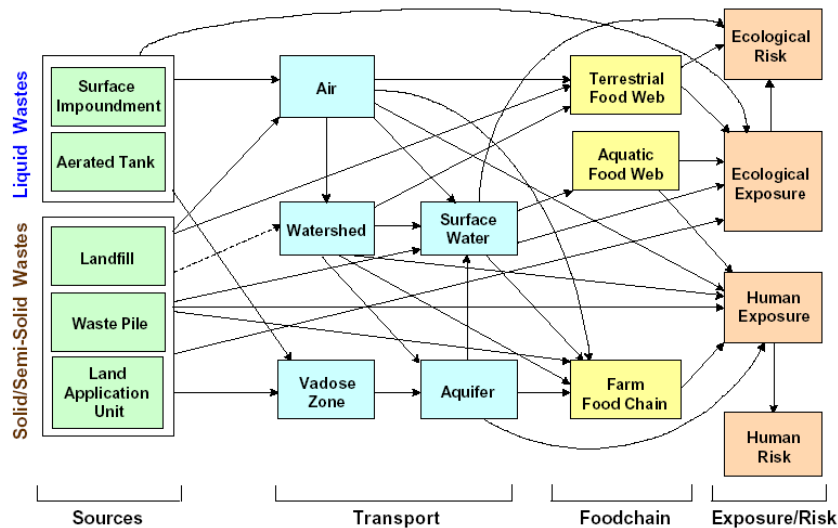 Liquid Wastes
Surface
Impoundment
Aerated Tank
Solid/Semi-Solid Wastes
Landfill
Waste Pile
Land
Application
Unit
Air
Watershed
Surface
Water
Vadose
Zone
Aquifer
Terrestrial
Food Web
Aquatic
Food Web
Farm
Food Chain
Ecological
Risk
Ecological
Exposure
Human
Exposure
Human
Risk
Sources
Transport
Foodchain
Exposure/Risk